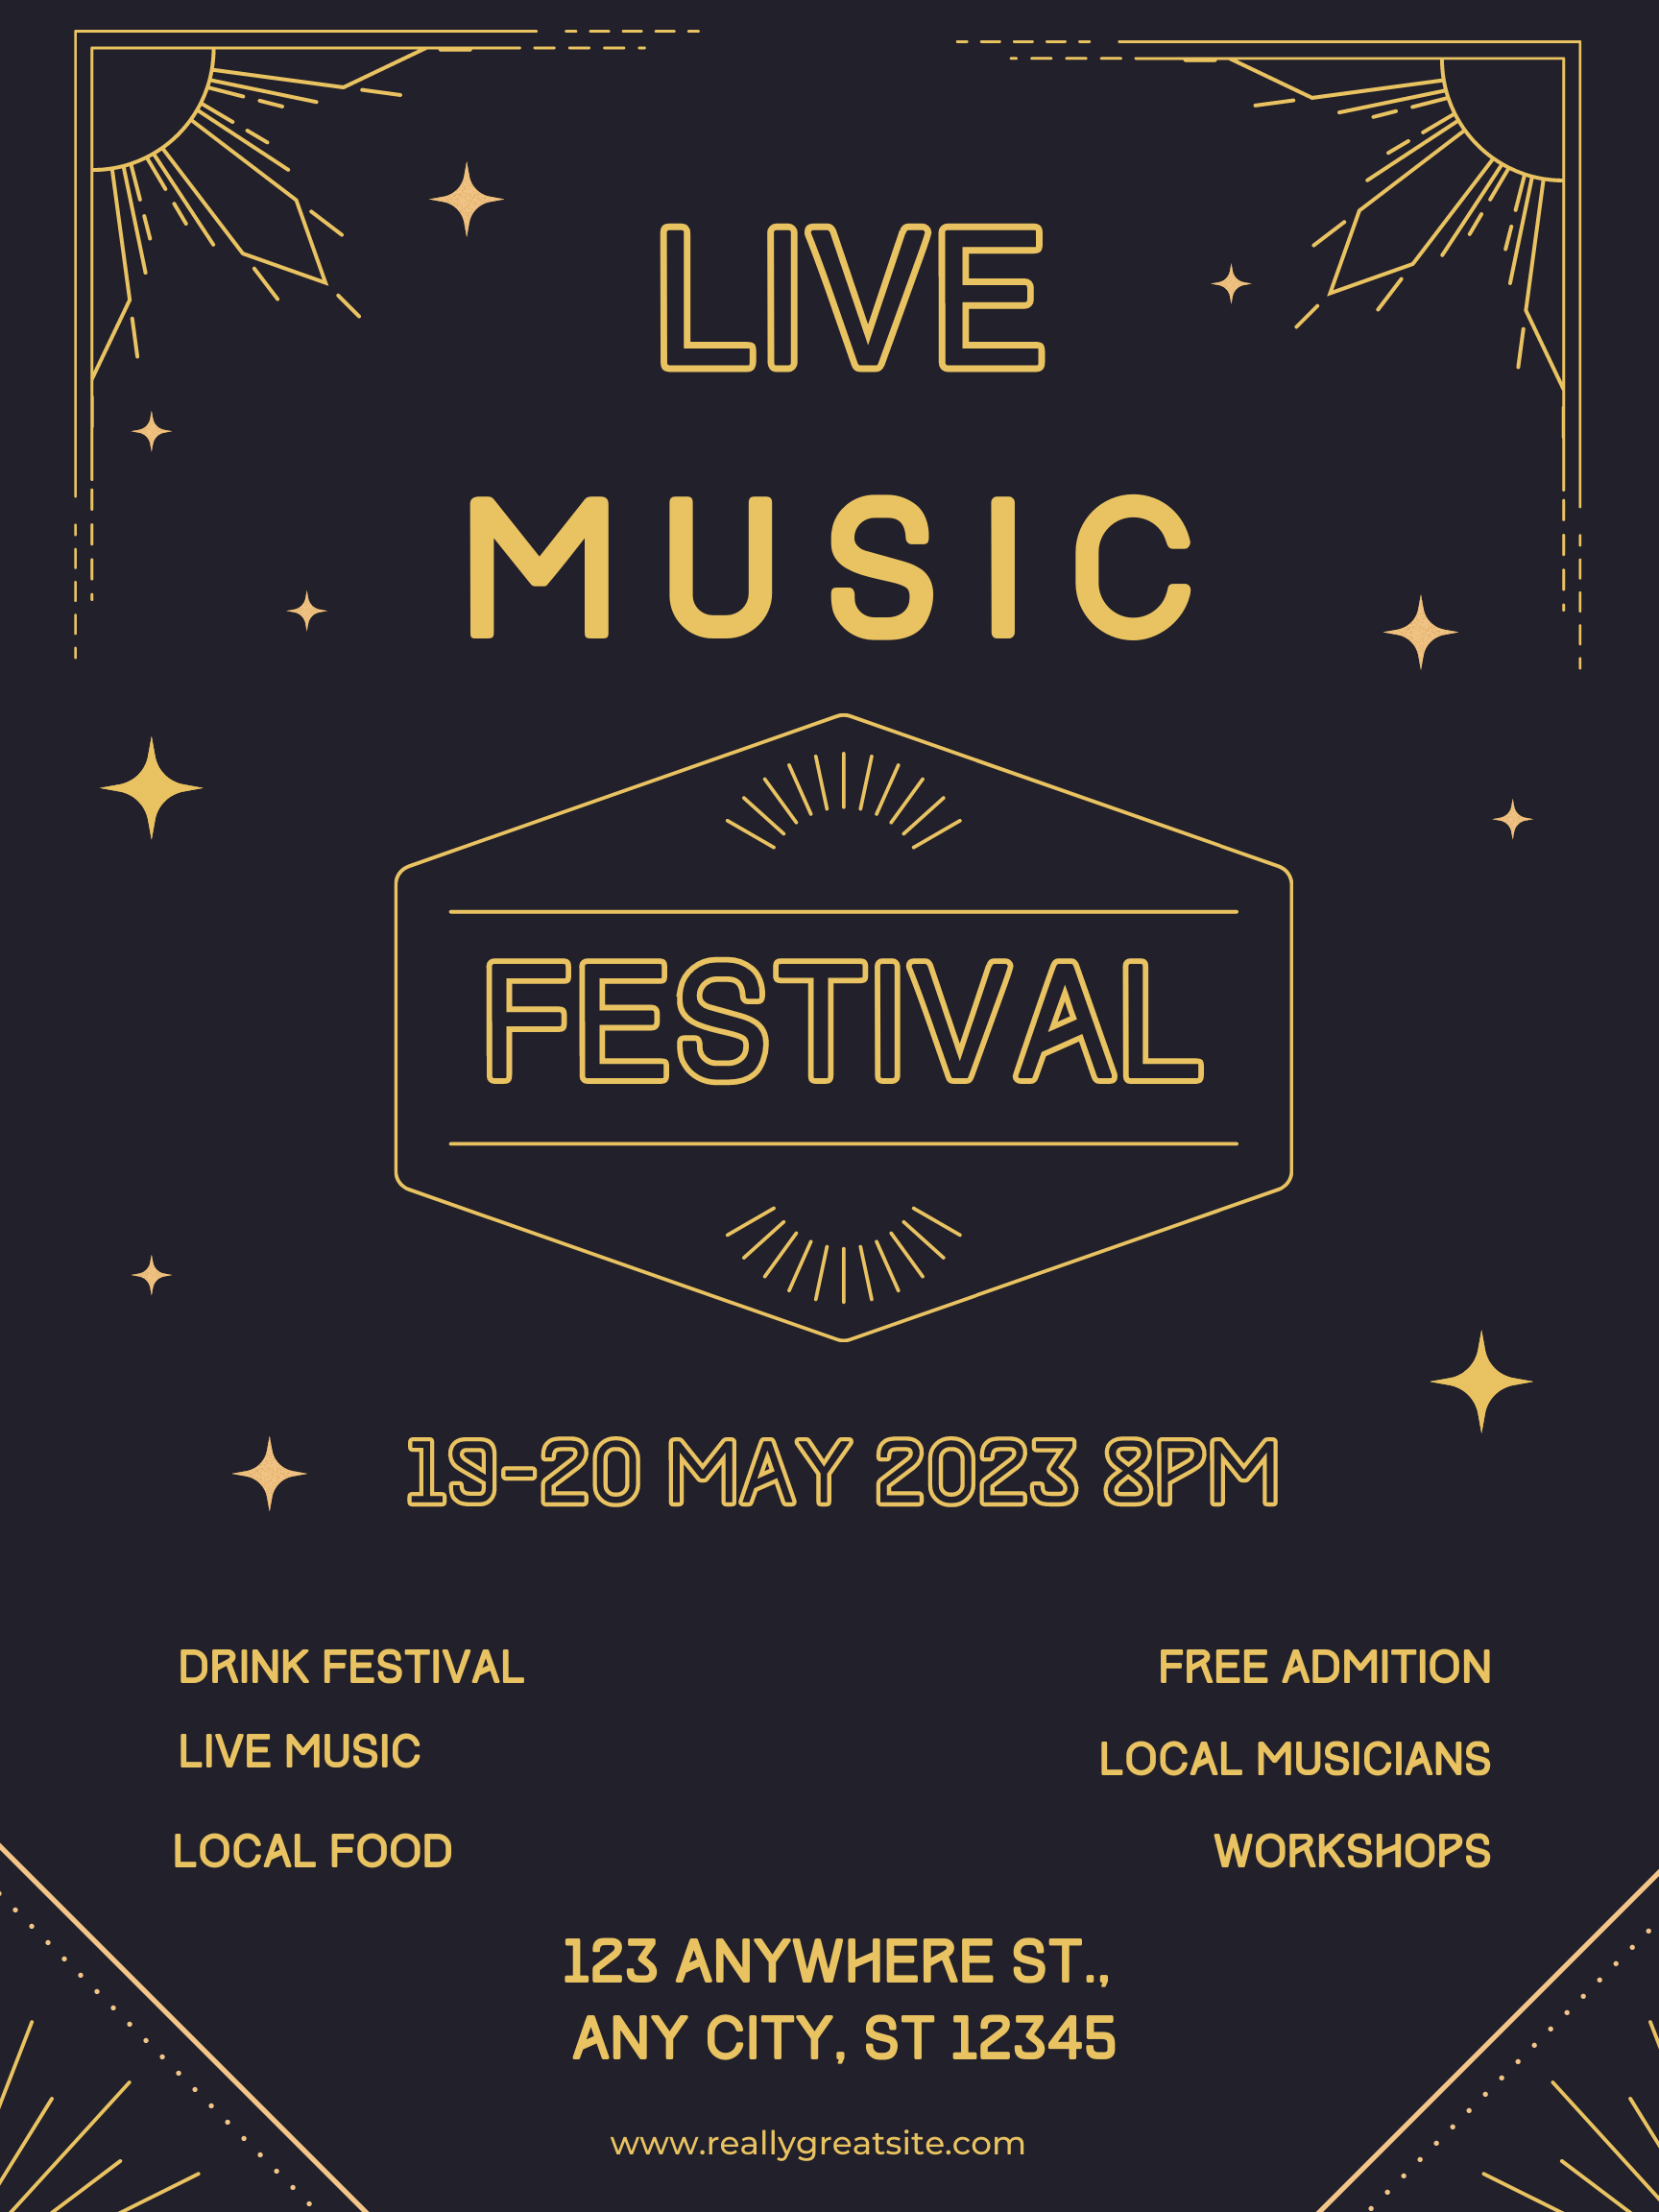 LIVE
MUSIC
FESTIVAL
19-20 MAY 2023 8PM
DRINK FESTIVAL
LIVE MUSIC
LOCAL FOOD
FREE ADMITION
LOCAL MUSICIANS
WORKSHOPS
123 ANYWHERE ST.,
ANY CITY, ST 12345
www.reallygreatsite.com